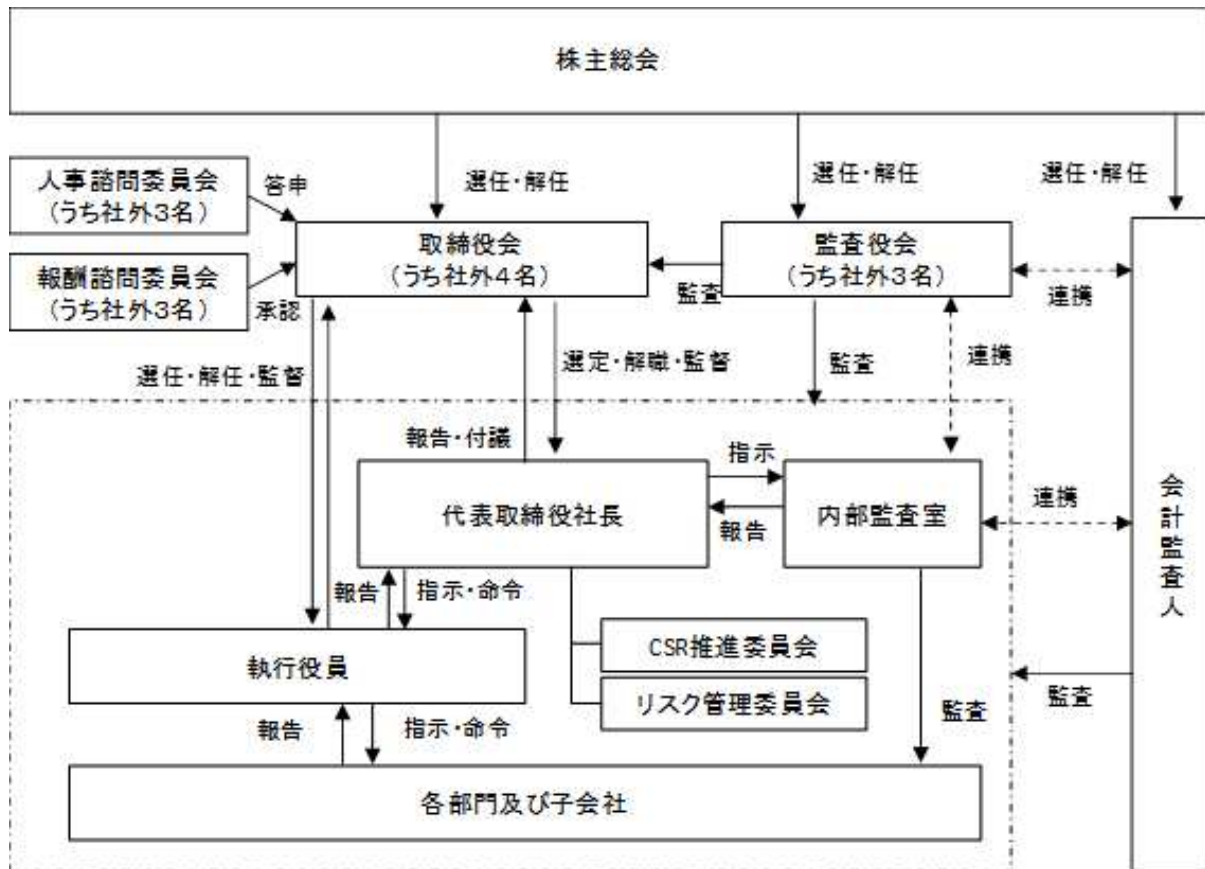 株主総会
選任・解任
選任・解任
選任・解任
人事諮問委員会
(うち社外3名)
答申
報酬諮問委員会
(うち社外3名)
承認
取締役会
(うち社外4名)
監査
監査役会
(うち社外3名)
連携
選任・解任・監督
選定・解職・監督
監査
連携
報告・付議
代表取締役社長
指示
報告
内部監査室
連携
会計監査人
報告
指示・命令
執行役員
CSR推進委員会
リスク管理委員会
監査
監査
報告
指示・命令
各部門及び子会社